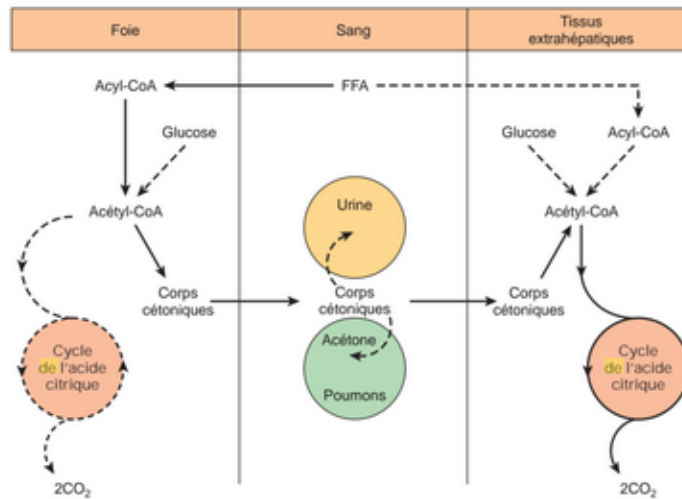 Foie
Sang
Tissus
extrahépatiques
Acyl-CoA
FFA
Glucose
Glucose
Acyl-CoA
Acétyl-CoA
Urine
Acétyl-CoA
Corps
cétoniques
Corps
cétoniques
Corps
cétoniques
Cycle
de l'acide
citrique
Acétone
Poumons
Cycle
de l'acide
citrique
2CO₂
2CO₂